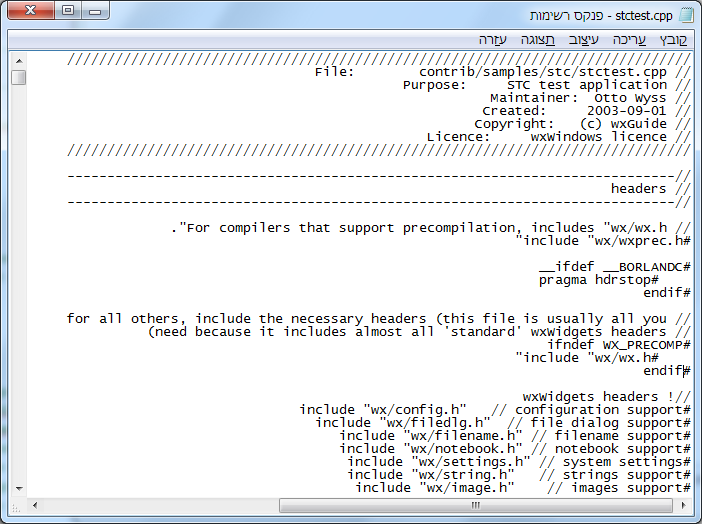 stctest.cpp - פנקס רשימות
קובץ עריכה עיצוב תצוגה עזרה
//////////////////////////////////////////////////////////////////////////////
// File:        contrib/samples/stc/stctest.cpp
// Purpose:     STC test application
// Maintainer:  Otto Wyss
// Created:     2003-09-01
// Copyright:   (c) wxGuide
// Licence:     wxWindows licence
//////////////////////////////////////////////////////////////////////////////
//----------------------------------------------------------------------------
// headers
//----------------------------------------------------------------------------
// For compilers that support precompilation, includes "wx/wx.h".
#include "wx/wxprec.h"
#ifdef __BORLANDC__
    #pragma hdrstop
#endif
// for all others, include the necessary headers (this file is usually all you
// need because it includes almost all 'standard' wxWidgets headers)
#ifndef WX_PRECOMP
    #include "wx/wx.h"
#endif
//! wxWidgets headers
#include "wx/config.h"   // configuration support
#include "wx/filedlg.h"  // file dialog support
#include "wx/filename.h" // filename support
#include "wx/notebook.h" // notebook support
#include "wx/settings.h" // system settings
#include "wx/string.h"   // strings support
#include "wx/image.h"    // images support